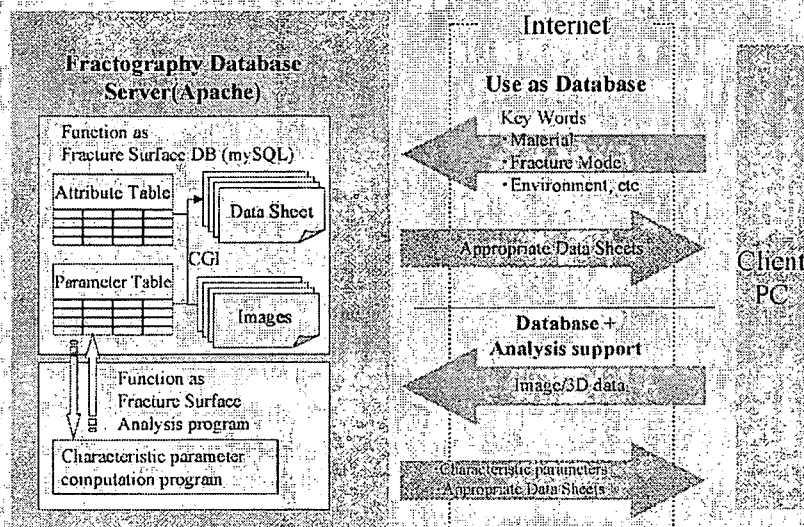 Fractography Database
Server(Apache)
Function as
Fracture Surface DB (mySQL)
Attribute Table
Data Sheet
CGI
Parameter Table
Images
Function as
Fracture Surface
Analysis program
Characteristic parameter
computation program
Internet
Use as Database
Key Words
・Material
・Fracture Mode
・Environment, etc
Appropriate Data Sheets
Database +
Analysis support
Image/3D data
Characteristic parameters
Appropriate Data Sheets
Client
PC